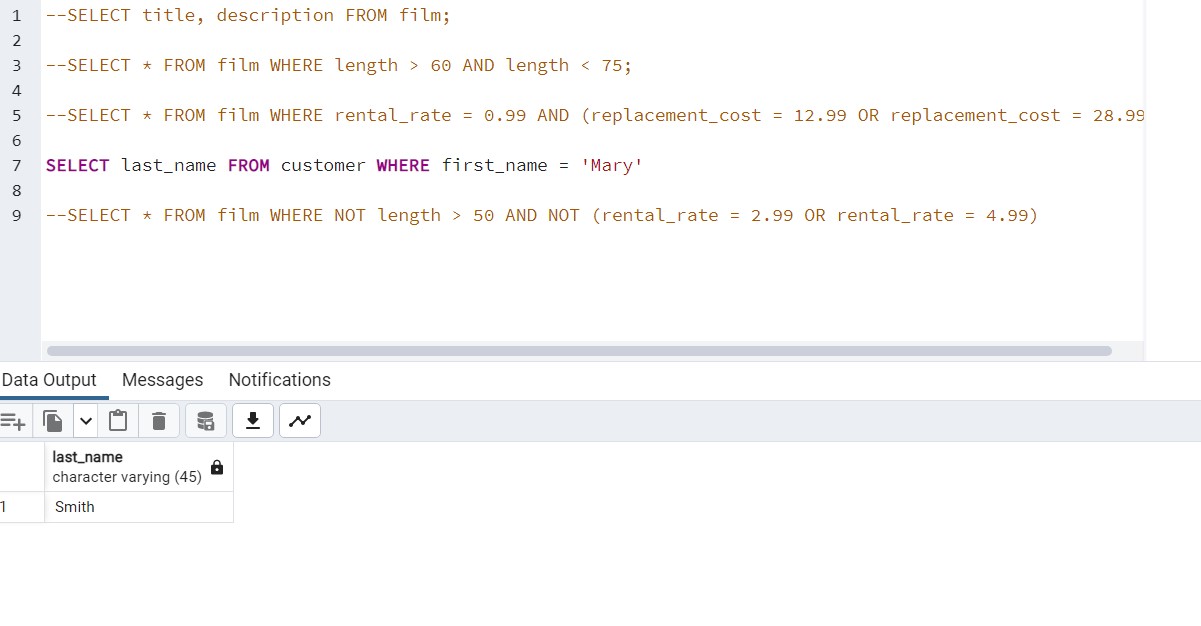 1 --SELECT title, description FROM film;
2
3 --SELECT * FROM film WHERE length > 60 AND length < 75;
4
5 --SELECT * FROM film WHERE rental_rate = 0.99 AND (replacement_cost = 12.99 OR replacement_cost = 28.99
6
7 SELECT last_name FROM customer WHERE first_name = 'Mary'
8
9 --SELECT * FROM film WHERE NOT length > 50 AND NOT (rental_rate = 2.99 OR rental_rate = 4.99)
Data Output Messages Notifications
last_name
character varying (45)
1 Smith